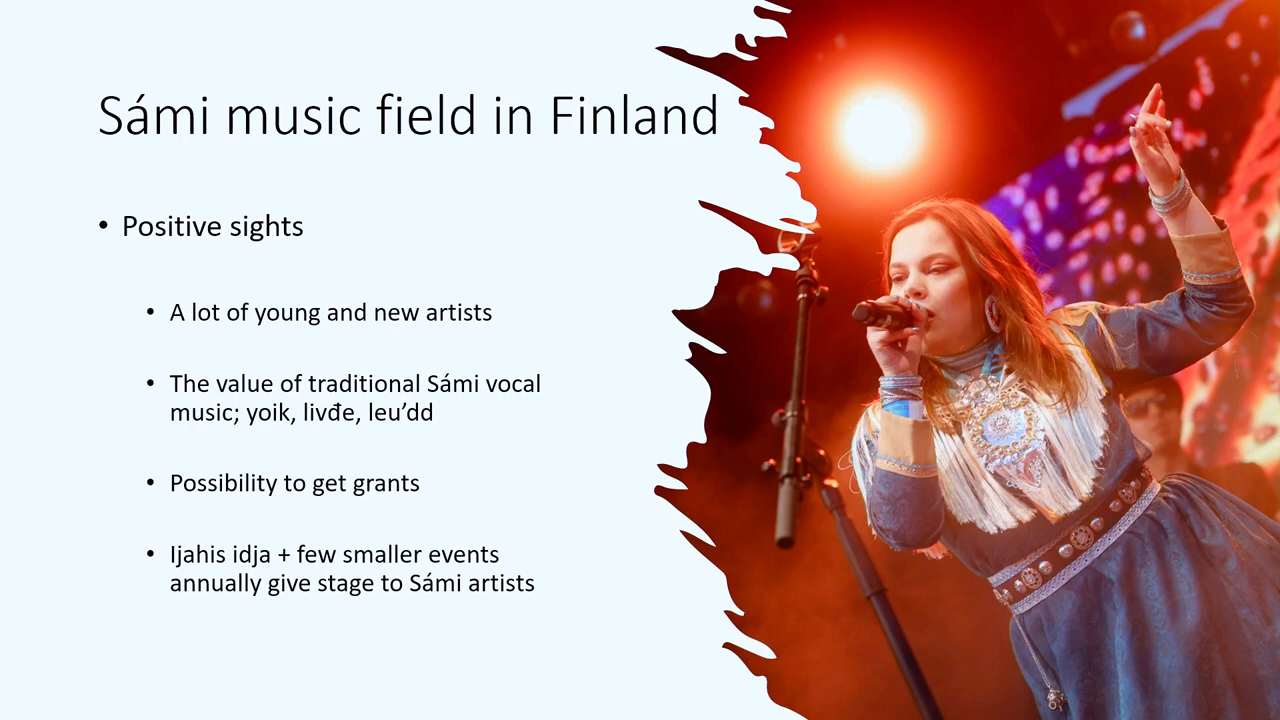 Sámi music field in Finland
• Positive sights
• A lot of young and new artists
• The value of traditional Sámi vocal
music; yoik, livđe, leu’dd
• Possibility to get grants
• Ijahis idja + few smaller events
annually give stage to Sámi artists